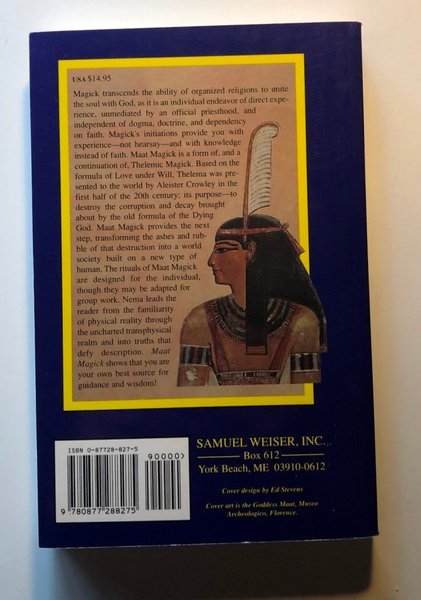 USA $14.95
Magick transcends the ability of organized religions to unite
the soul with God, as it is an individual endeavor of direct expe-
rience, unmediated by an official priesthood, and
independent of dogma, doctrine, and dependency
on faith. Magick's initiations provide you with
experience—not hearsay—and with knowledge
instead of faith. Maat Magick is a form of, and a
continuation of, Thelemic Magick. Based on the
formula of Love under Will, Thelema was pre-
sented to the world by Aleister Crowley in the
first half of the 20th century; its purpose—to
destroy the corruption and decay brought
about by the old formula of the Dying
God. Maat Magick provides the next
step, transforming the ashes and rub-
ble of that destruction into a world
society built on a new type of
human. The rituals of Maat Magick
are designed for the individual,
though they may be adapted for
group work. Nema leads the
reader from the familiarity
of physical reality through
the uncharted transphysical
realm and into truths that
defy description. Maat
Magick shows that you are
your own best source for
guidance and wisdom!
ISBN 0-87728-827-5
90000>
9 780877 288275
SAMUEL WEISER, INC.
Box 612
York Beach, ME 03910-0612
Cover design by Ed Stevens
Cover art is the Goddess Maat, Museo
Archeologico, Florence.